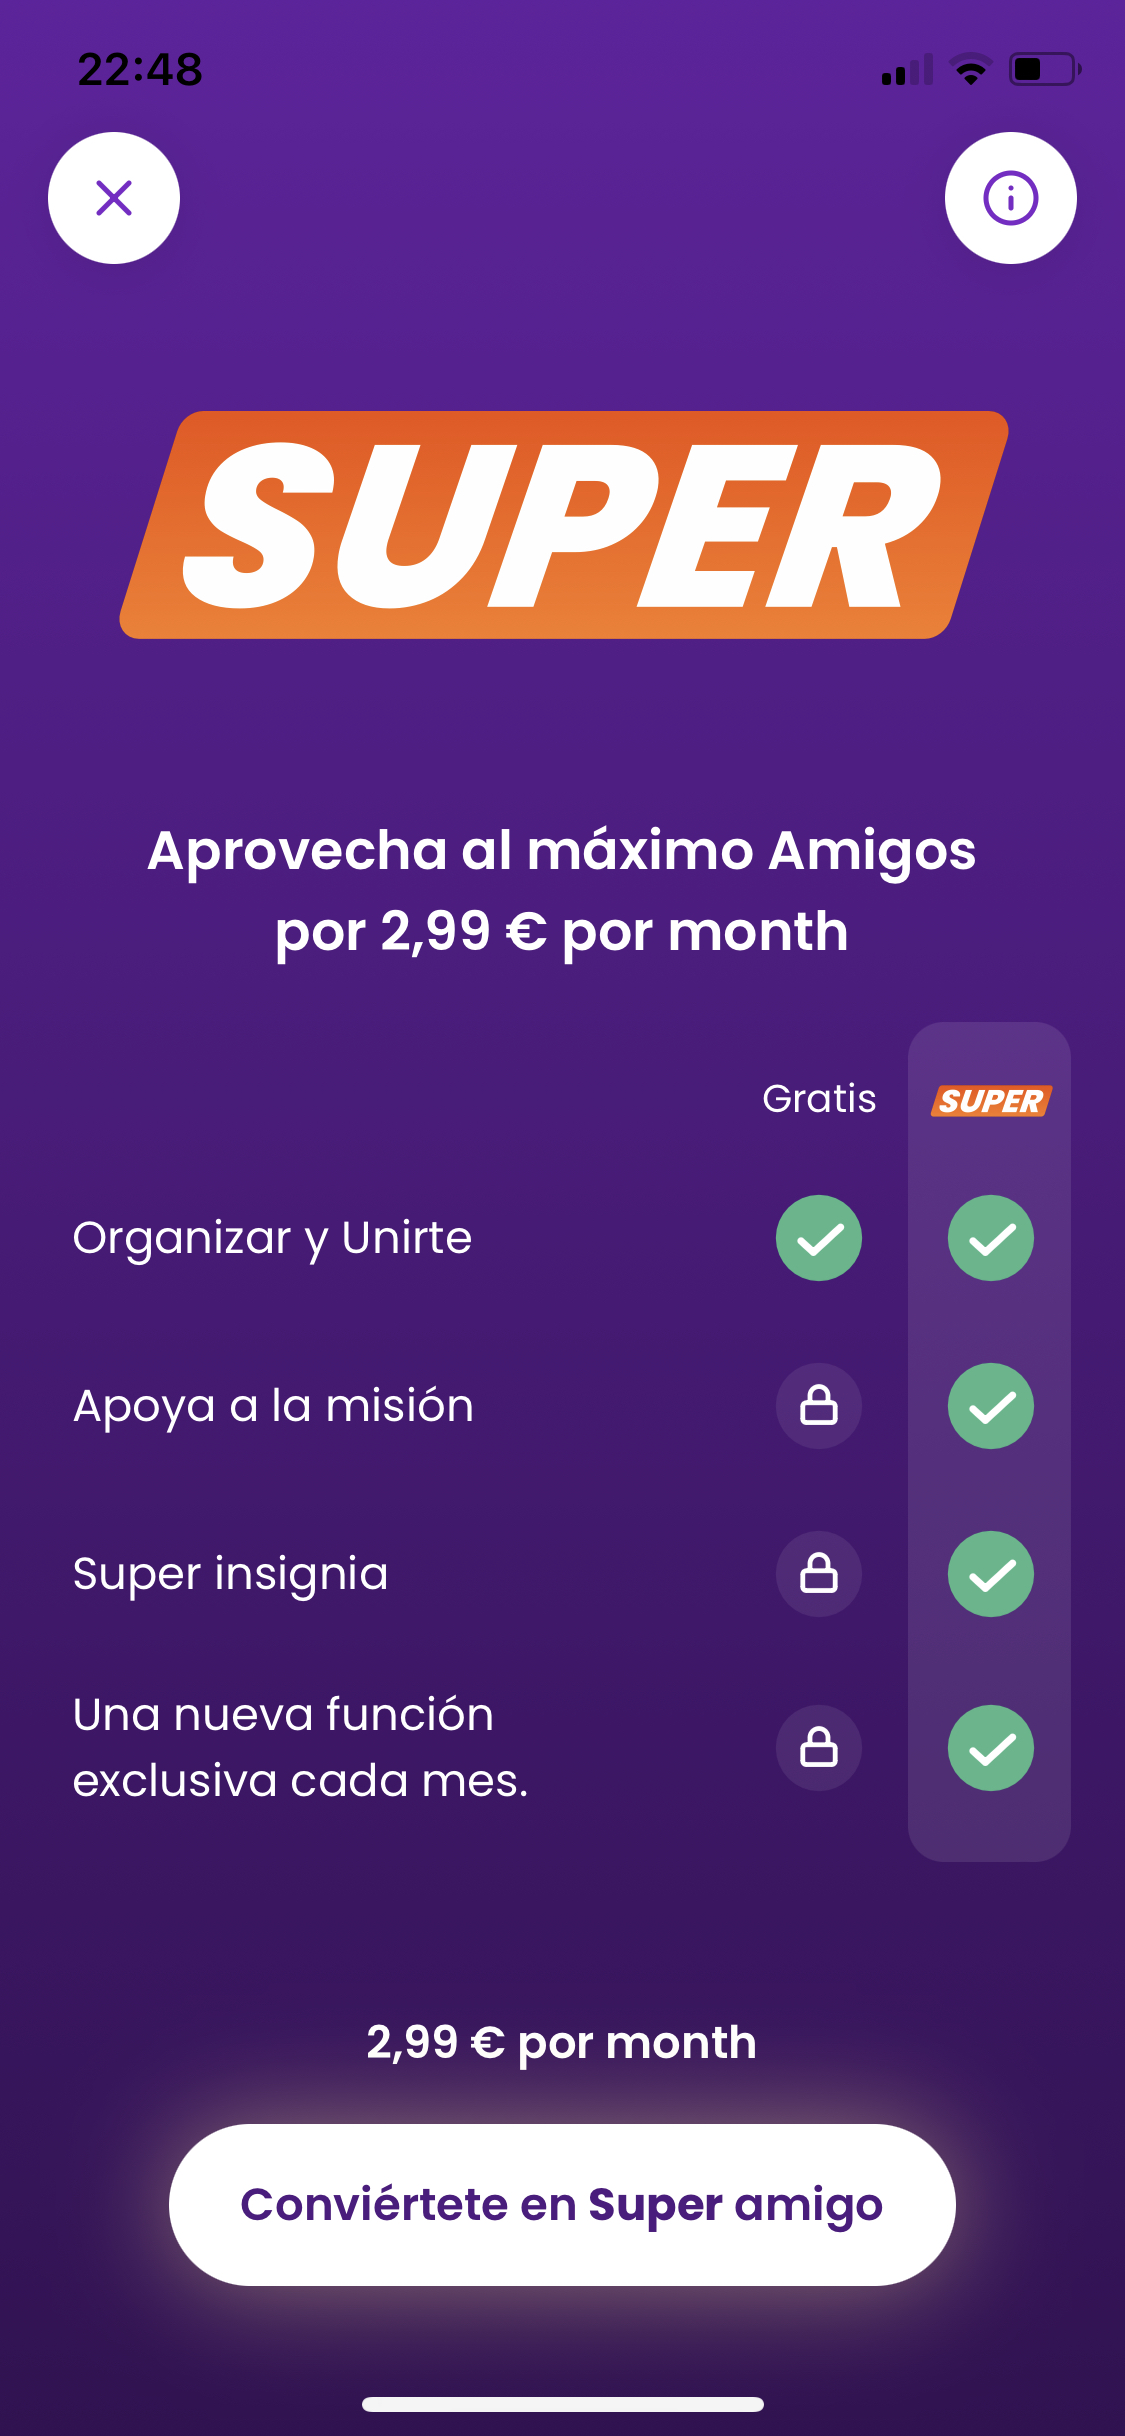 22:48
SUPER
Aprovecha al máximo Amigos
por 2,99 € por month
Gratis SUPER
Organizar y Unirte
Apoya a la misión
Super insignia
Una nueva función
exclusiva cada mes.
2,99 € por month
Conviértete en Super amigo